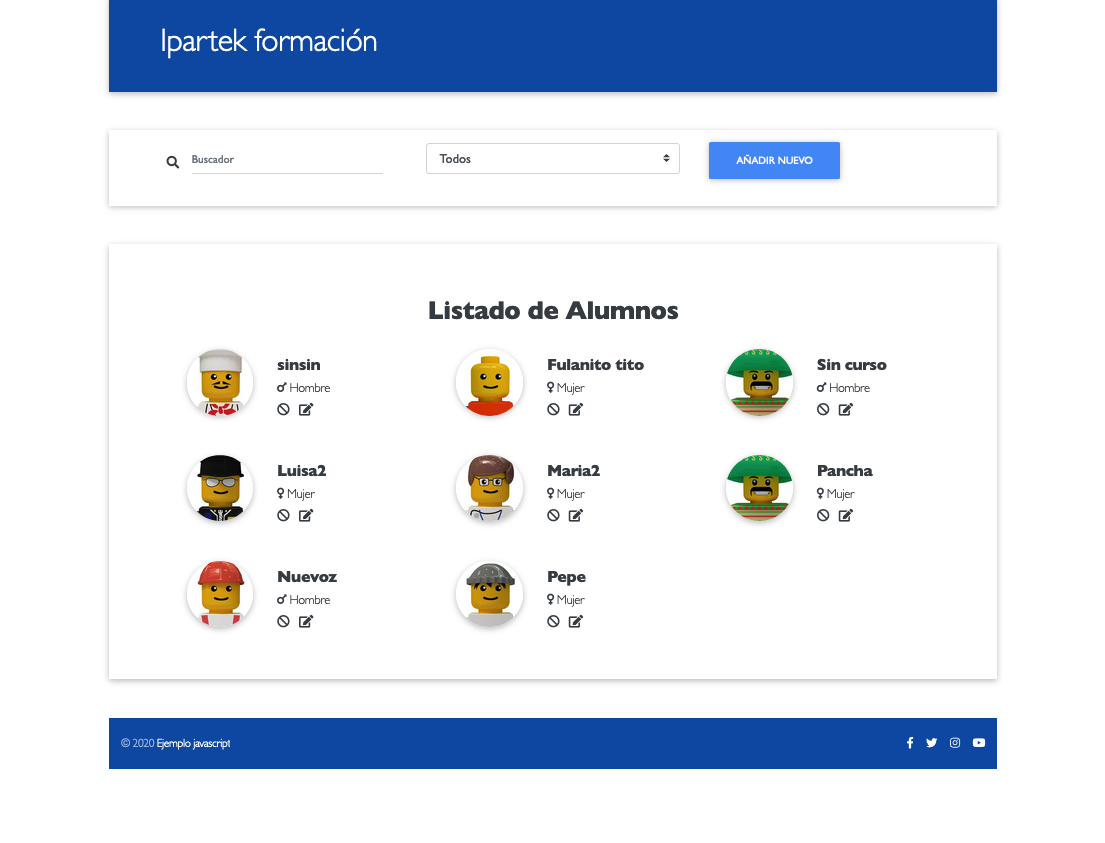 Ipartek formación
Buscador
Todos
AÑADIR NUEVO
Listado de Alumnos
sinsin
Hombre
Fulanito tito
Mujer
Sin curso
Hombre
Luisa2
Mujer
Maria2
Mujer
Pancha
Mujer
Nuevoz
Hombre
Pepe
Mujer
© 2020 Ejemplo javascript